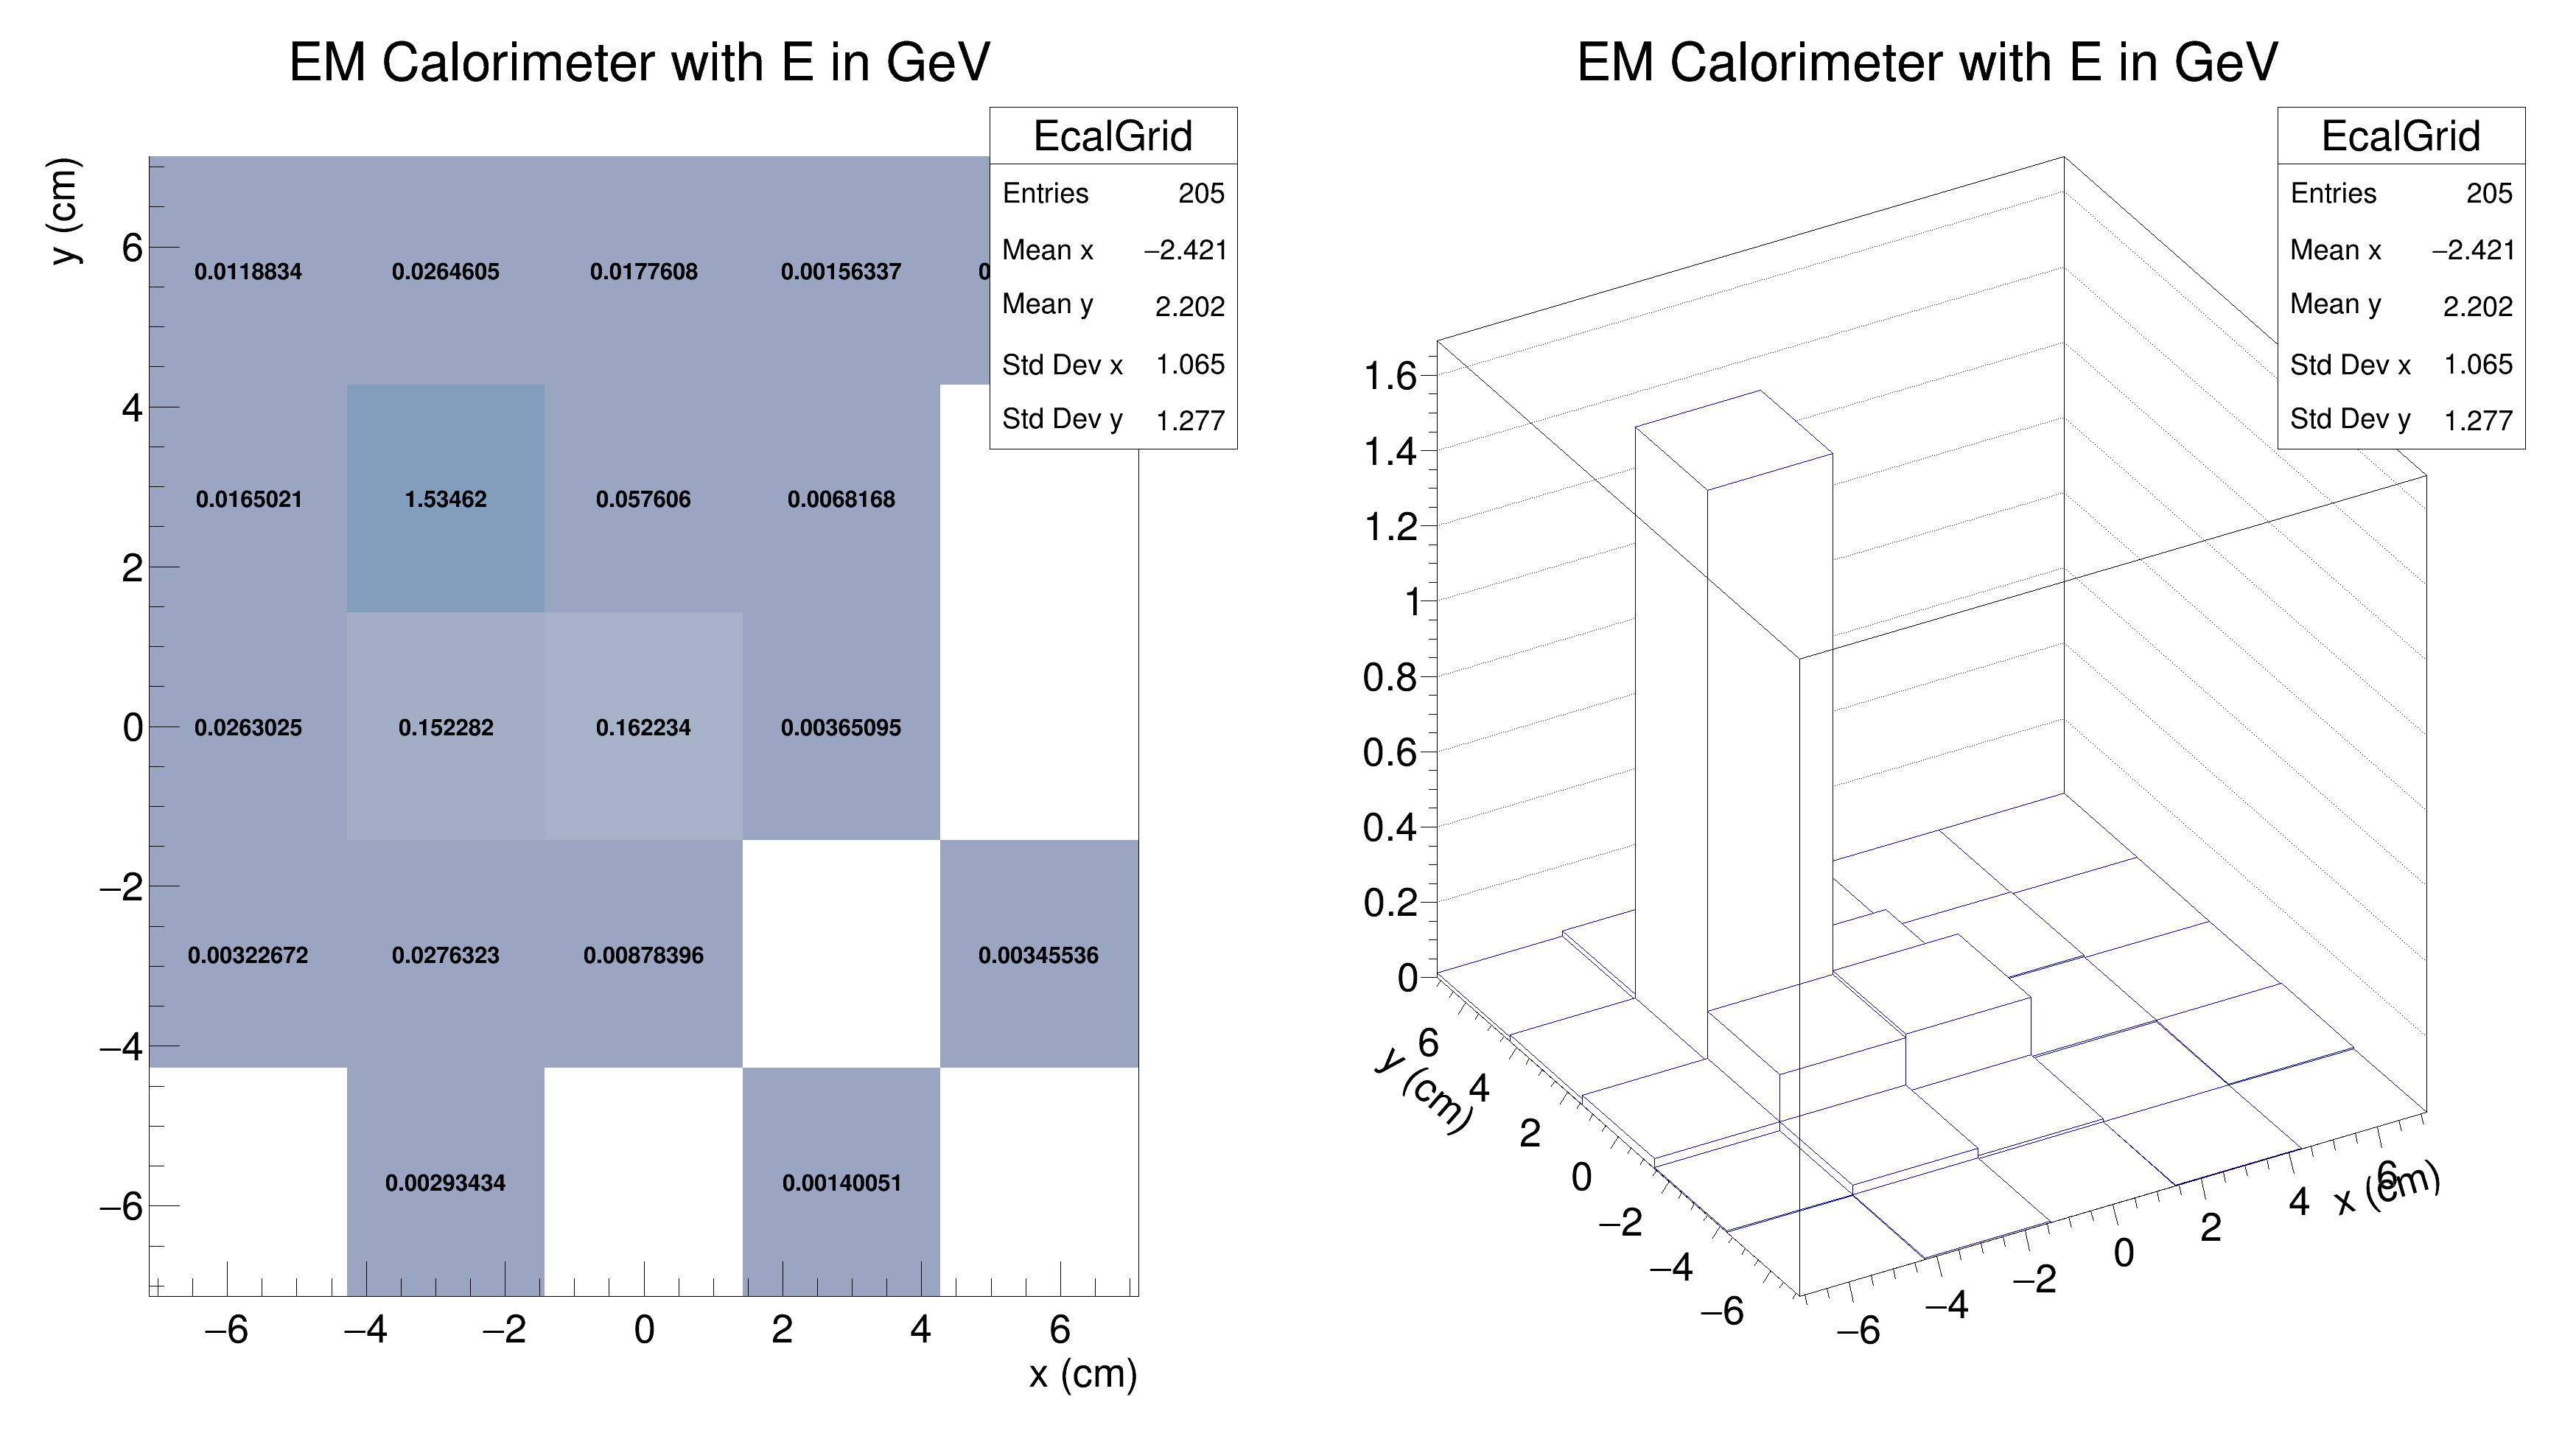 EM Calorimeter with E in GeV
EcalGrid
Entries 205
Mean x −2.421
Mean y 2.202
Std Dev x 1.065
Std Dev y 1.277
y (cm)
6
4
2
0
−2
−4
−6
0.0118834 0.0264605 0.0177608 0.00156337
0.0165021 1.53462 0.057606 0.0068168
0.0263025 0.152282 0.162234 0.00365095
0.00322672 0.0276323 0.00878396 0.00345536
0.00293434 0.00140051
−6 −4 −2 0 2 4 6
x (cm)
EM Calorimeter with E in GeV
EcalGrid
Entries 205
Mean x −2.421
Mean y 2.202
Std Dev x 1.065
Std Dev y 1.277
1.6
1.4
1.2
1
0.8
0.6
0.4
0.2
0
y (cm)
6
4
2
0
−2
−4
−6
−6 −4 −2 0 2 4 6
x (cm)